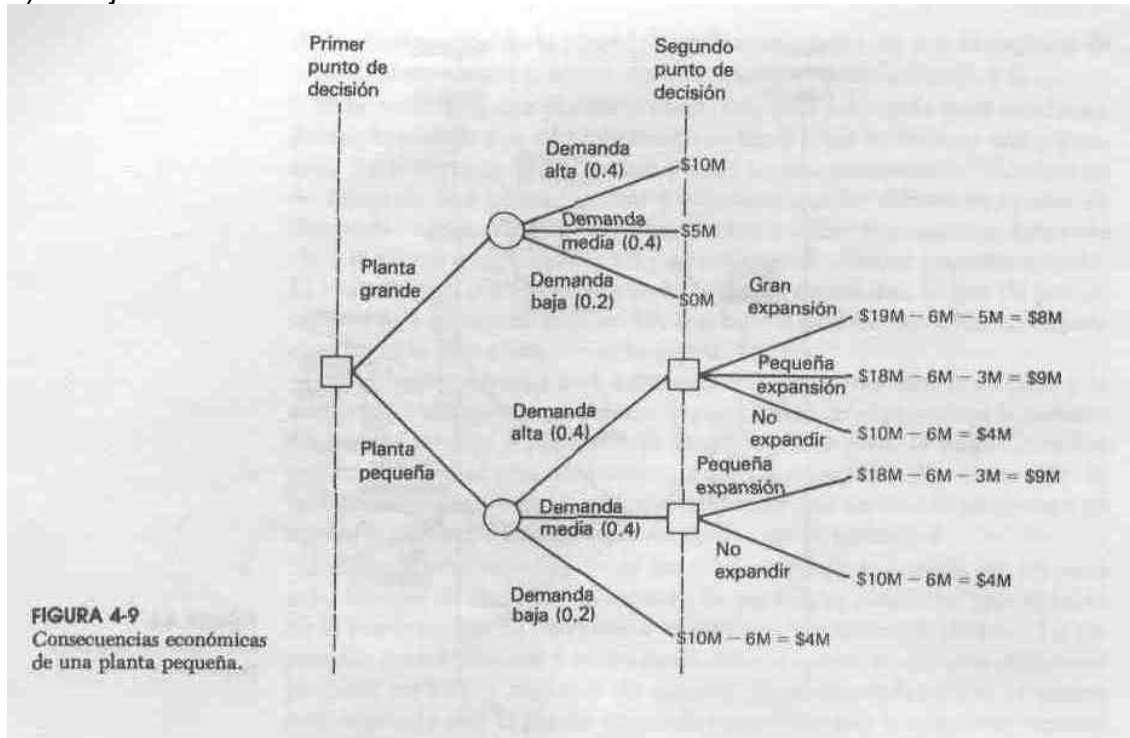 Primer
punto de
decisión
Segundo
punto de
decisión
Demanda
alta (0.4)
$10M
Demanda
media (0.4)
$5M
Demanda
baja (0.2)
$0M
Planta
grande
Gran
expansión
$19M − 6M − 5M = $8M
Pequeña
expansión
$18M − 6M − 3M = $9M
No
expandir
$10M − 6M = $4M
Demanda
alta (0.4)
Planta
pequeña
Pequeña
expansión
$18M − 6M − 3M = $9M
Demanda
media (0.4)
No
expandir
$10M − 6M = $4M
Demanda
baja (0.2)
$10M − 6M = $4M
FIGURA 4-9
Consecuencias económicas
de una planta pequeña.